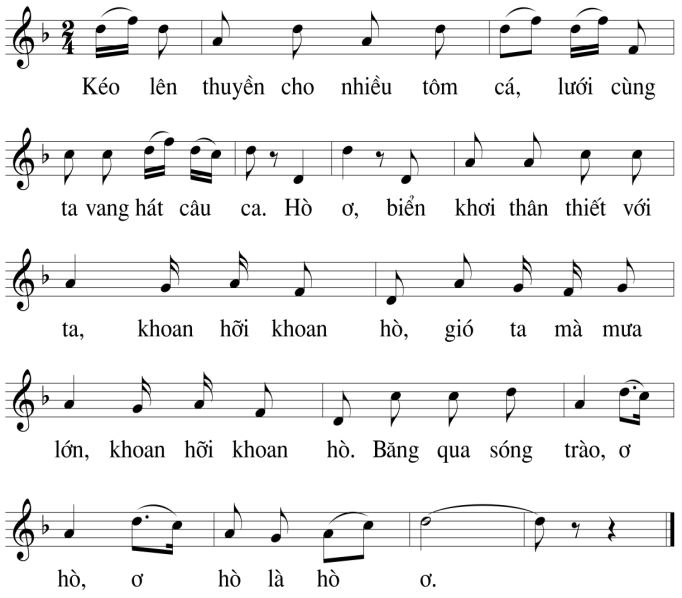 2
4
Kéo lên thuyền cho nhiều tôm cá, lưới cùng
ta vang hát câu ca. Hò ơ, biển khơi thân thiết với
ta, khoan hỡi khoan hò, gió ta mà mưa
lớn, khoan hỡi khoan hò. Băng qua sóng trào, ơ
hò, ơ hò là hò ơ.